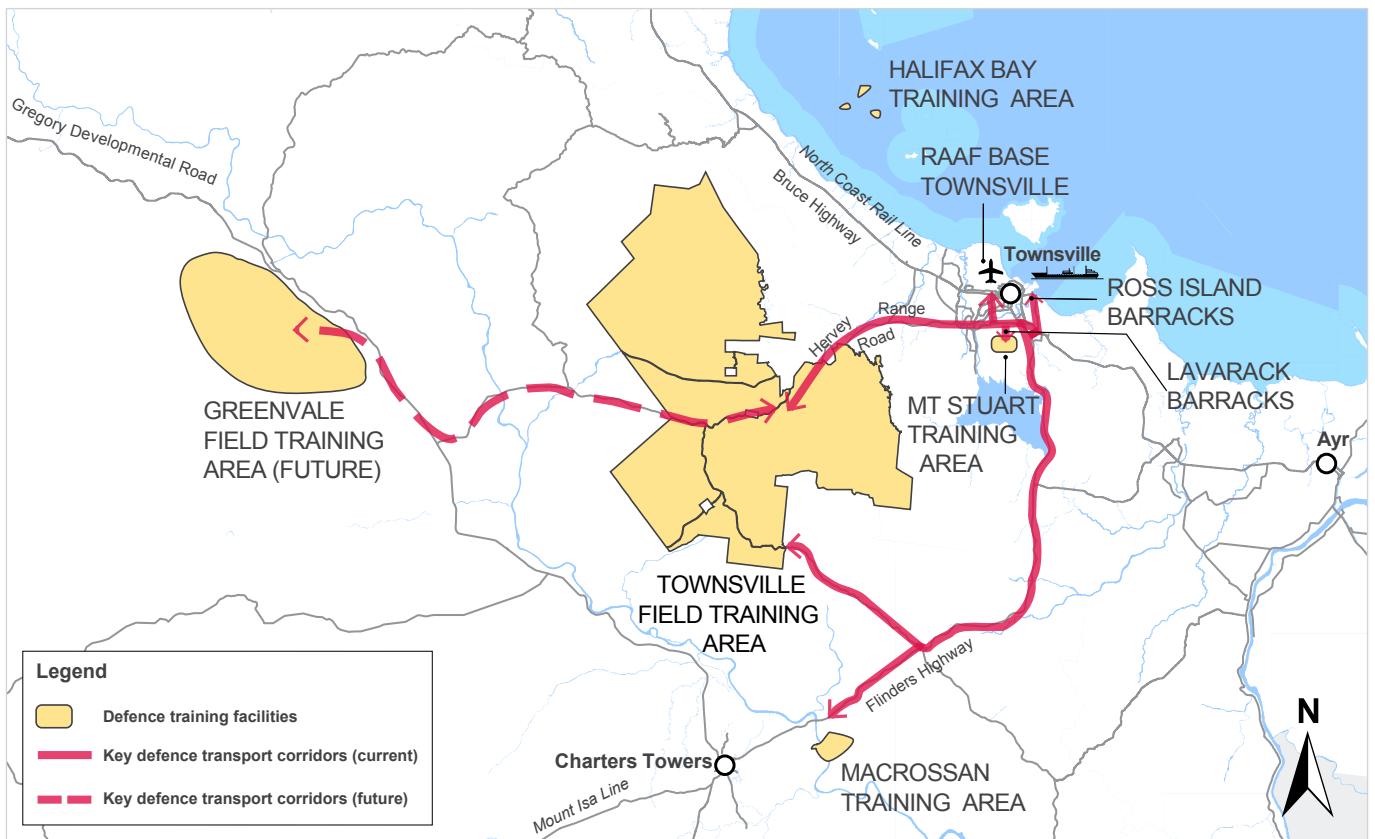 HALIFAX BAY
TRAINING AREA
Gregory Developmental Road
North Coast Rail Line
Bruce Highway
RAAF BASE
TOWNSVILLE
Townsville
ROSS ISLAND
BARRACKS
Hervey Range
Road
LAVARACK
BARRACKS
MT STUART
TRAINING
AREA
GREENVALE
FIELD TRAINING
AREA (FUTURE)
Ayr
TOWNSVILLE
FIELD TRAINING
AREA
Flinders Highway
Charters Towers
Mount Isa Line
MACROSSAN
TRAINING AREA
N
Legend
Defence training facilities
Key defence transport corridors (current)
Key defence transport corridors (future)